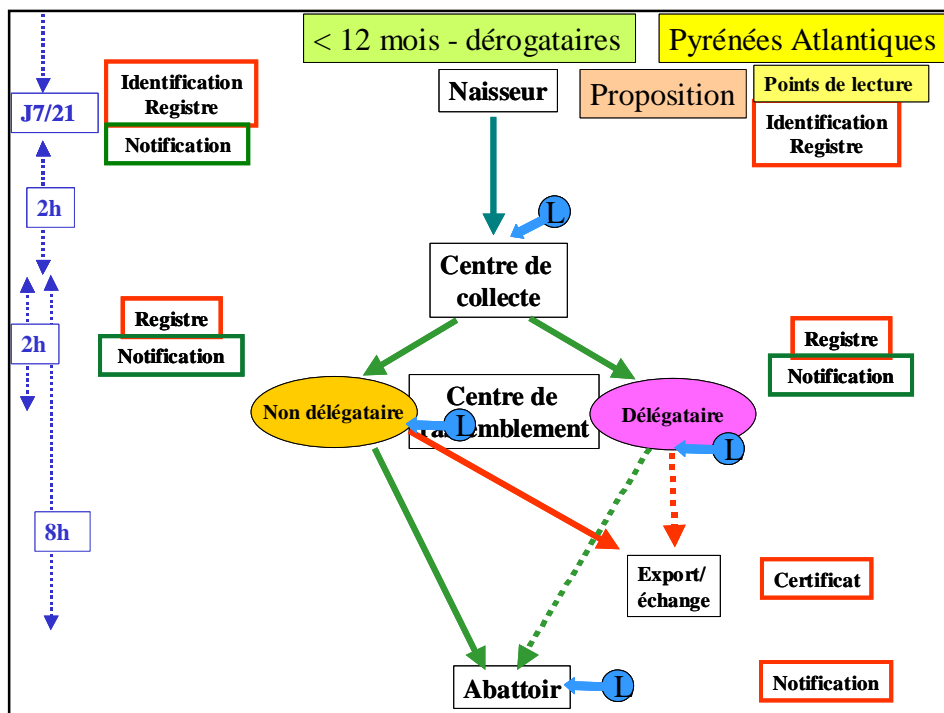 < 12 mois - dérogataires
Pyrénées Atlantiques
Identification
Registre
Notification
J7/21
Naisseur
Proposition
Points de lecture
Identification
Registre
2h
L
Centre de
collecte
Registre
Notification
2h
Registre
Notification
Non délégataire
Centre de
L
Délégataire
L
8h
Export/
échange
Certificat
Abattoir
L
Notification